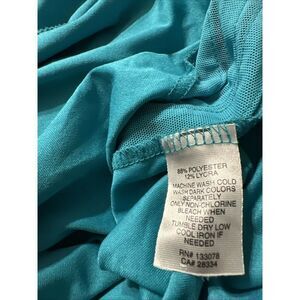 88% POLYESTER
12% LYCRA
MACHINE WASH COLD
WASH DARK COLORS
SEPARATELY
ONLY NON-CHLORINE
BLEACH WHEN
NEEDED
TUMBLE DRY LOW
COOL IRON IF
NEEDED
RN# 133078
CA# 28334